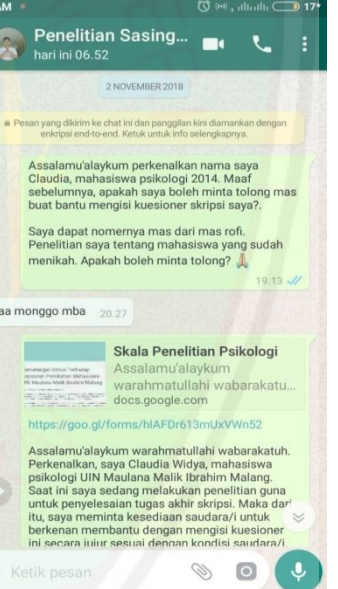 AM
17%
Penelitian Sasing...
hari ini 06.52
2 NOVEMBER 2018
Pesan yang dikirim ke chat ini dan panggilan kini diamankan dengan
enkripsi end-to-end. Ketuk untuk info selengkapnya.
Assalamu'alaykum perkenalkan nama saya
Claudia, mahasiswa psikologi 2014. Maaf
sebelumnya, apakah saya boleh minta tolong mas
buat bantu mengisi kuesioner skripsi saya?.
Saya dapat nomernya mas dari mas rofi.
Penelitian saya tentang mahasiswa yang sudah
menikah. Apakah boleh minta tolong? 🙏
19.13
aa monggo mba 20.27
Skala Penelitian Psikologi
Assalamu'alaykum
warahmatullahi wabarakatu...
docs.google.com
https://goo.gl/forms/hlAFDr613mUxVWn52
Assalamu'alaykum warahmatullahi wabarakatuh.
Perkenalkan, saya Claudia Widya, mahasiswa
psikologi UIN Maulana Malik Ibrahim Malang.
Saat ini saya sedang melakukan penelitian guna
untuk penyelesaian tugas akhir skripsi. Maka dari
itu, saya meminta kesediaan saudara/i untuk
berkenan membantu dengan mengisi kuesioner
ini secara jujur sesuai dengan kondisi saudara/i
Ketik pesan